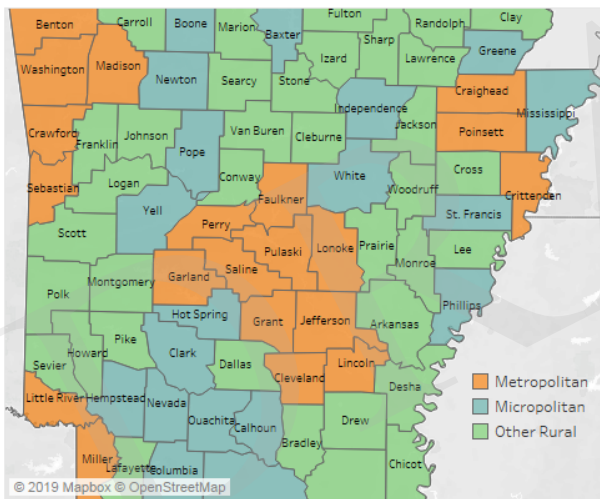 Benton
Carroll
Boone
Marion
Baxter
Fulton
Sharp
Randolph
Clay
Washington
Madison
Newton
Searcy
Stone
Izard
Lawrence
Greene
Craighead
Mississippi
Crawford
Franklin
Johnson
Pope
Van Buren
Cleburne
Independence
Jackson
Poinsett
Sebastian
Logan
Conway
Faulkner
White
Woodruff
Cross
Crittenden
Scott
Yell
Perry
Pulaski
Lonoke
Prairie
St. Francis
Lee
Polk
Montgomery
Garland
Saline
Monroe
Phillips
Hot Spring
Grant
Jefferson
Arkansas
Sevier
Howard
Pike
Clark
Dallas
Cleveland
Lincoln
Desha
Little River
Hempstead
Nevada
Ouachita
Calhoun
Bradley
Drew
Chicot
Miller
Lafayette
Columbia
Metropolitan
Micropolitan
Other Rural
© 2019 Mapbox © OpenStreetMap